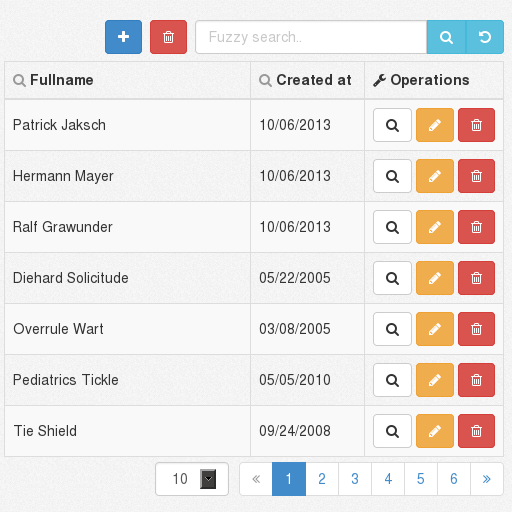 Fuzzy search..
Fullname Created at Operations
Patrick Jaksch 10/06/2013
Hermann Mayer 10/06/2013
Ralf Grawunder 10/06/2013
Diehard Solicitude 05/22/2005
Overrule Wart 03/08/2005
Pediatrics Tickle 05/05/2010
Tie Shield 09/24/2008
10 « 1 2 3 4 5 6 »